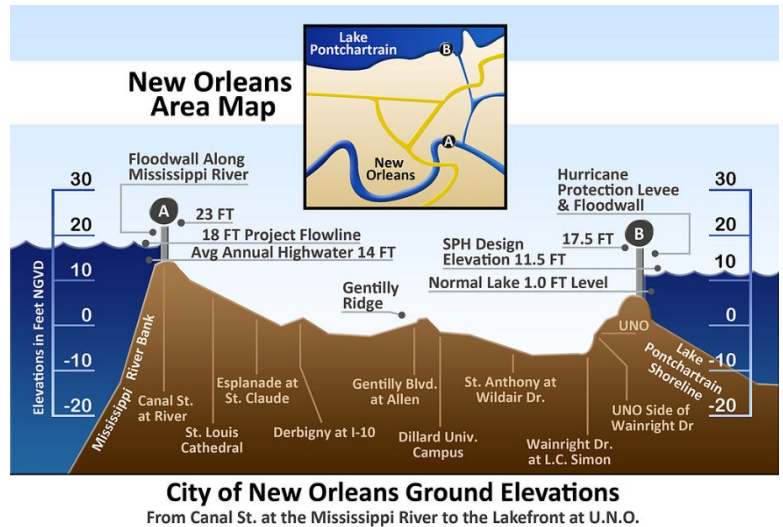 New Orleans
Area Map
Lake
Pontchartrain
B
A
New
Orleans
Floodwall Along
Mississippi River
A
23 FT
18 FT Project Flowline
Avg Annual Highwater 14 FT
Hurricane
Protection Levee
& Floodwall
17.5 FT
B
SPH Design
Elevation 11.5 FT
Normal Lake 1.0 FT Level
Gentilly
Ridge
Elevations in Feet NGVD
30
20
10
0
-10
-20
30
20
10
0
-10
-20
Mississippi River Bank
Canal St.
at River
St. Louis
Cathedral
Esplanade at
St. Claude
Derbigny at I-10
Gentilly Blvd.
at Allen
Dillard Univ.
Campus
St. Anthony at
Wildair Dr.
Wainright Dr.
at L.C. Simon
UNO
UNO Side of
Wainright Dr
Lake
Pontchartrain
Shoreline
City of New Orleans Ground Elevations
From Canal St. at the Mississippi River to the Lakefront at U.N.O.